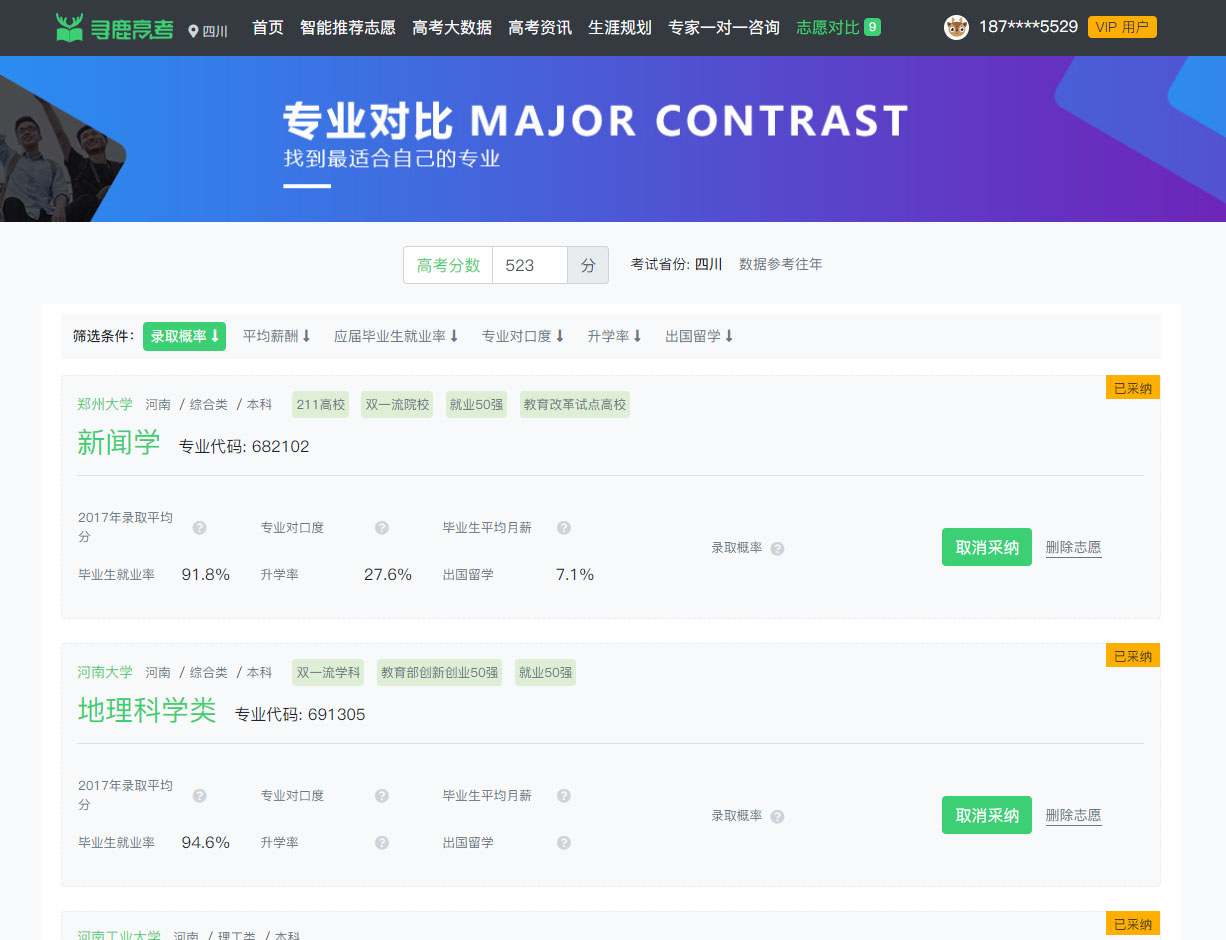 寻鹿高考 四川 首页 智能推荐志愿 高考大数据 高考资讯 生涯规划 专家一对一咨询 志愿对比 9 187****5529 VIP 用户
专业对比 MAJOR CONTRAST
找到最适合自己的专业
高考分数 523 分 考试省份: 四川 数据参考往年
筛选条件: 录取概率 平均薪酬 应届毕业生就业率 专业对口度 升学率 出国留学
已采纳
郑州大学 河南 / 综合类 / 本科 211高校 双一流院校 就业50强 教育改革试点高校
新闻学 专业代码: 682102
2017年录取平均分 ? 专业对口度 ? 毕业生平均月薪 ?
录取概率 ? 取消采纳 删除志愿
毕业生就业率 91.8% 升学率 27.6% 出国留学 7.1%
已采纳
河南大学 河南 / 综合类 / 本科 双一流学科 教育部创新创业50强 就业50强
地理科学类 专业代码: 691305
2017年录取平均分 ? 专业对口度 ? 毕业生平均月薪 ?
录取概率 ? 取消采纳 删除志愿
毕业生就业率 94.6% 升学率 ? 出国留学 ?
已采纳
河南工业大学 河南 / 理工类 / 本科